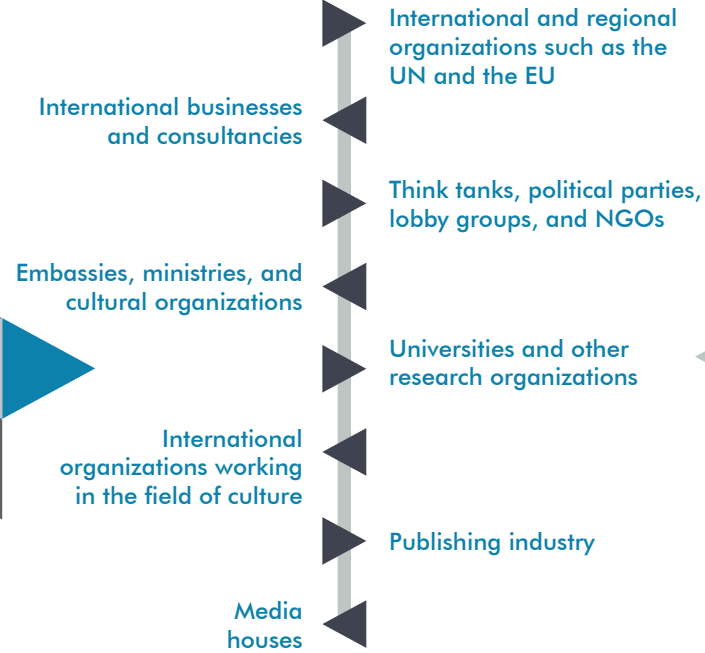 International and regional
organizations such as the
UN and the EU
International businesses
and consultancies
Think tanks, political parties,
lobby groups, and NGOs
Embassies, ministries, and
cultural organizations
Universities and other
research organizations
International
organizations working
in the field of culture
Publishing industry
Media
houses